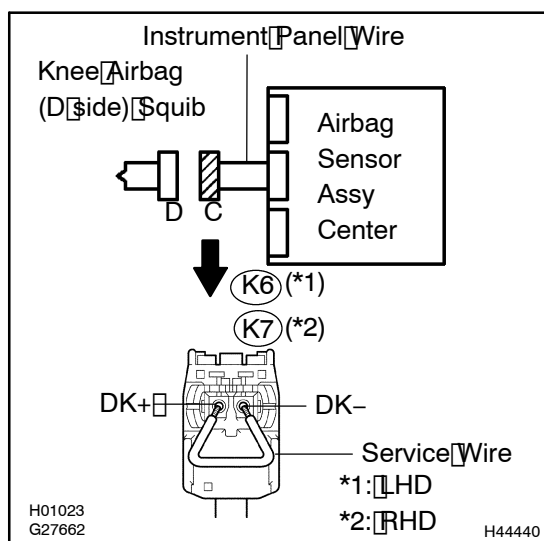 Instrument Panel Wire
Knee Airbag
(D side) Squib
Airbag
Sensor
Assy
Center
D
C
K6 (*1)
K7 (*2)
DK+
DK−
Service Wire
*1: LHD
*2: RHD
H01023
G27662
H44440